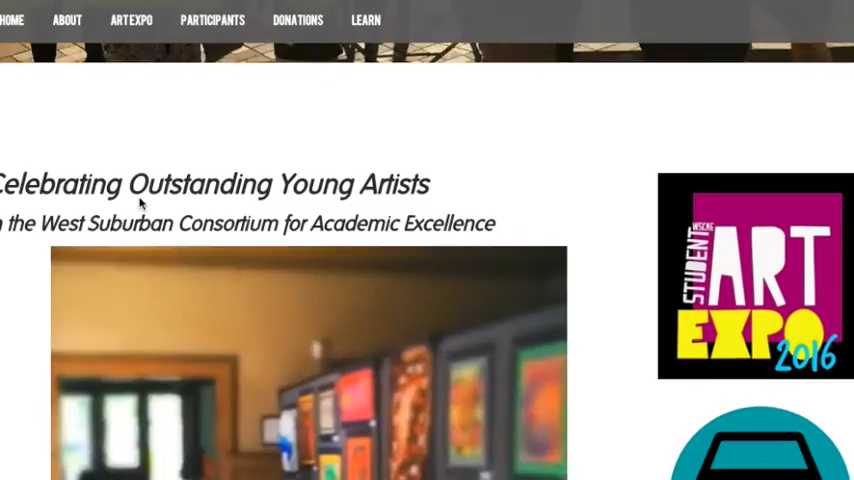 HOME ABOUT ARTEXPO PARTICIPANTS DONATIONS LEARN
Celebrating Outstanding Young Artists
the West Suburban Consortium for Academic Excellence
WSCAE
STUDENT
ART
EXPO
2016